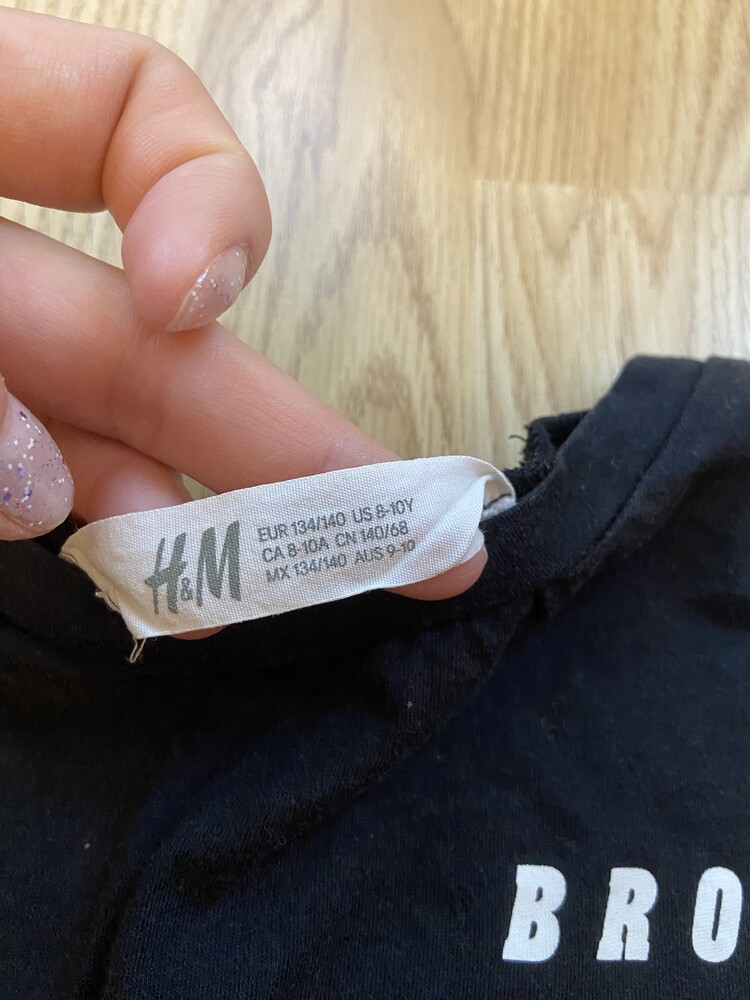 H&M
EUR 134/140 US 8-10Y
CA 8-10A CN 140/68
MX 134/140 AUS 9-10
BRO